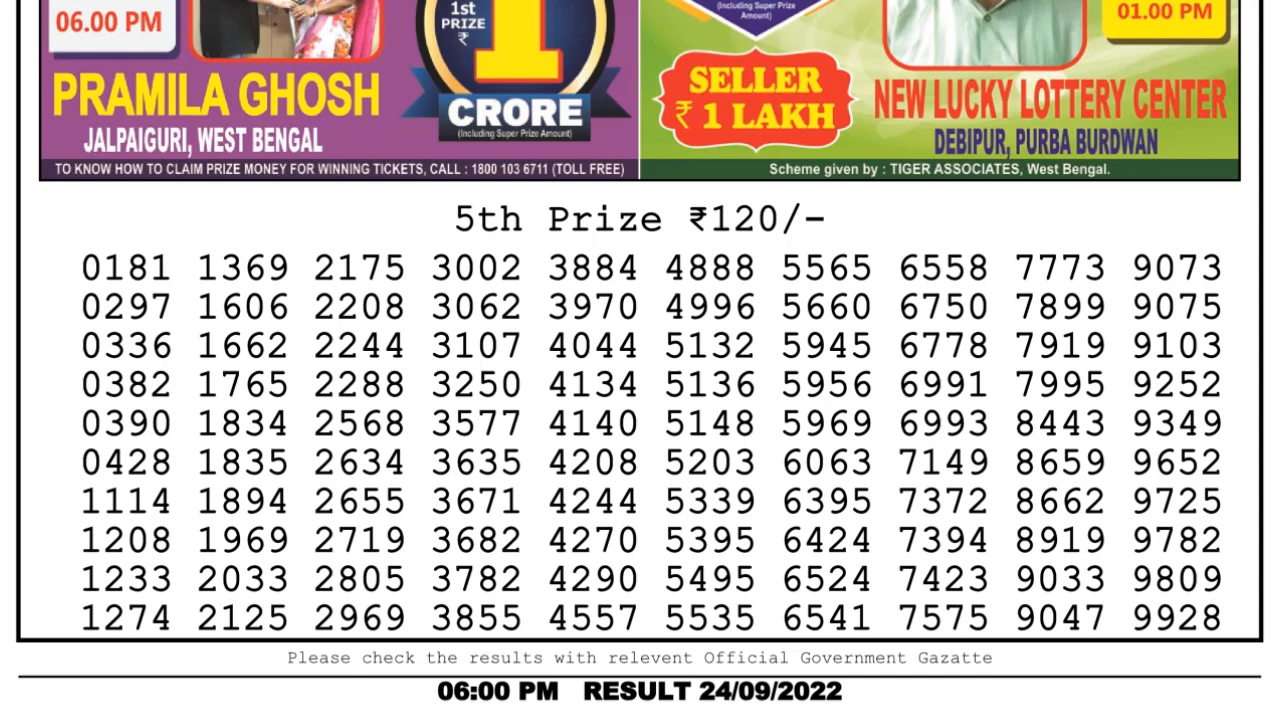 06.00 PM
1st
PRIZE
₹
1
CRORE
(Including Super Prize Amount)
PRAMILA GHOSH
JALPAIGURI, WEST BENGAL
TO KNOW HOW TO CLAIM PRIZE MONEY FOR WINNING TICKETS, CALL : 1800 103 6711 (TOLL FREE)
(Including Super Prize
Amount)
01.00 PM
SELLER
₹ 1 LAKH
NEW LUCKY LOTTERY CENTER
DEBIPUR, PURBA BURDWAN
Scheme given by : TIGER ASSOCIATES, West Bengal.
5th Prize ₹120/-
0181 1369 2175 3002 3884 4888 5565 6558 7773 9073
0297 1606 2208 3062 3970 4996 5660 6750 7899 9075
0336 1662 2244 3107 4044 5132 5945 6778 7919 9103
0382 1765 2288 3250 4134 5136 5956 6991 7995 9252
0390 1834 2568 3577 4140 5148 5969 6993 8443 9349
0428 1835 2634 3635 4208 5203 6063 7149 8659 9652
1114 1894 2655 3671 4244 5339 6395 7372 8662 9725
1208 1969 2719 3682 4270 5395 6424 7394 8919 9782
1233 2033 2805 3782 4290 5495 6524 7423 9033 9809
1274 2125 2969 3855 4557 5535 6541 7575 9047 9928
Please check the results with relevent Official Government Gazatte
06:00 PM RESULT 24/09/2022